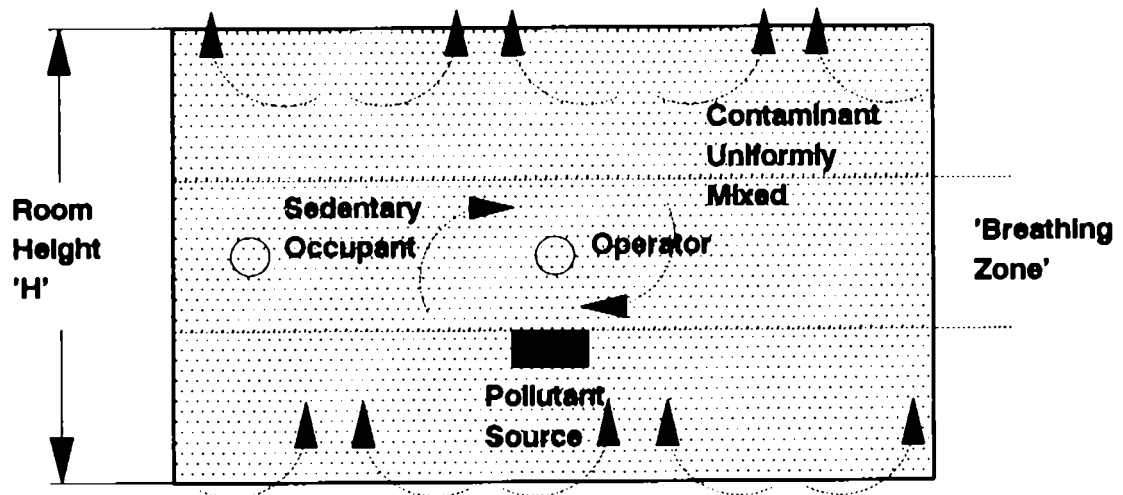 Contaminant
Uniformly
Mixed
Room
Height
'H'
Sedentary
Occupant
Operator
'Breathing
Zone'
Pollutant
Source